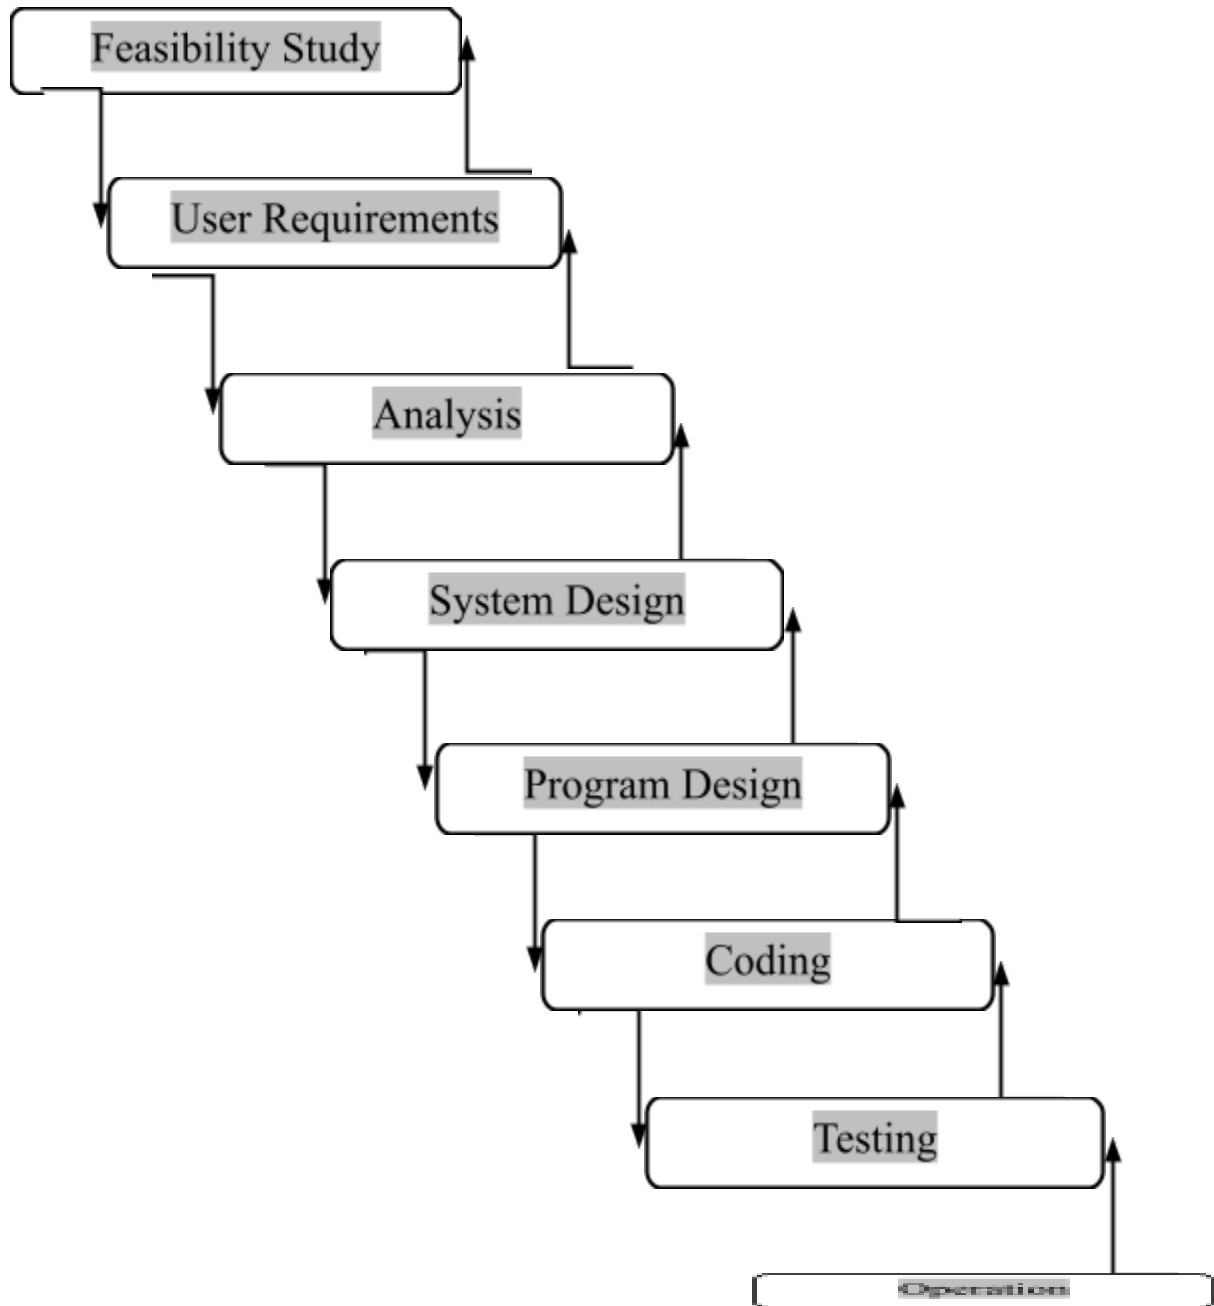 Feasibility Study
User Requirements
Analysis
System Design
Program Design
Coding
Testing
Operation